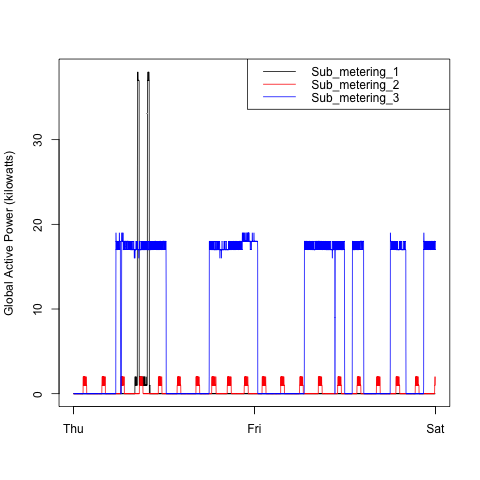 Sub_metering_1
Sub_metering_2
Sub_metering_3
Global Active Power (kilowatts)
30
20
10
0
Thu
Fri
Sat